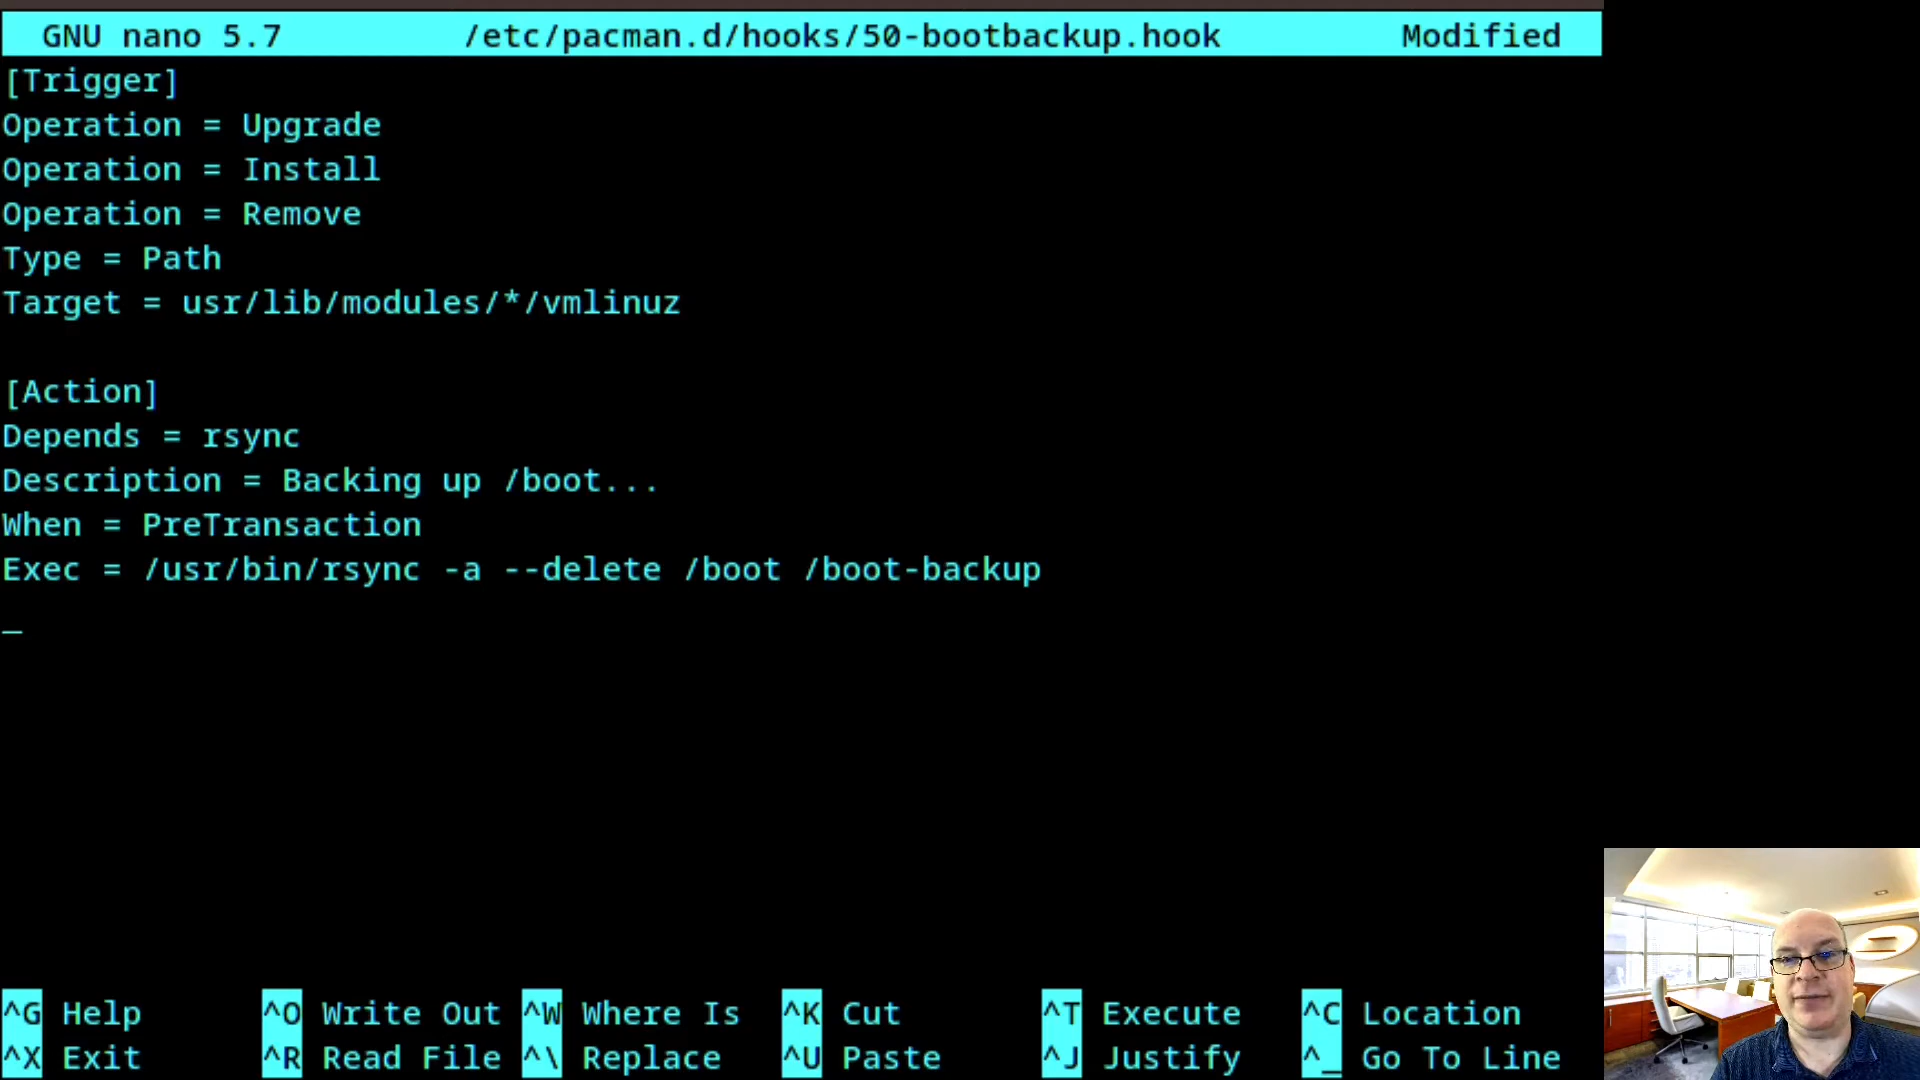 GNU nano 5.7 /etc/pacman.d/hooks/50-bootbackup.hook Modified
[Trigger]
Operation = Upgrade
Operation = Install
Operation = Remove
Type = Path
Target = usr/lib/modules/*/vmlinuz
[Action]
Depends = rsync
Description = Backing up /boot...
When = PreTransaction
Exec = /usr/bin/rsync -a --delete /boot /boot-backup
^G Help ^O Write Out ^W Where Is ^K Cut ^T Execute ^C Location
^X Exit ^R Read File ^\ Replace ^U Paste ^J Justify ^_ Go To Line